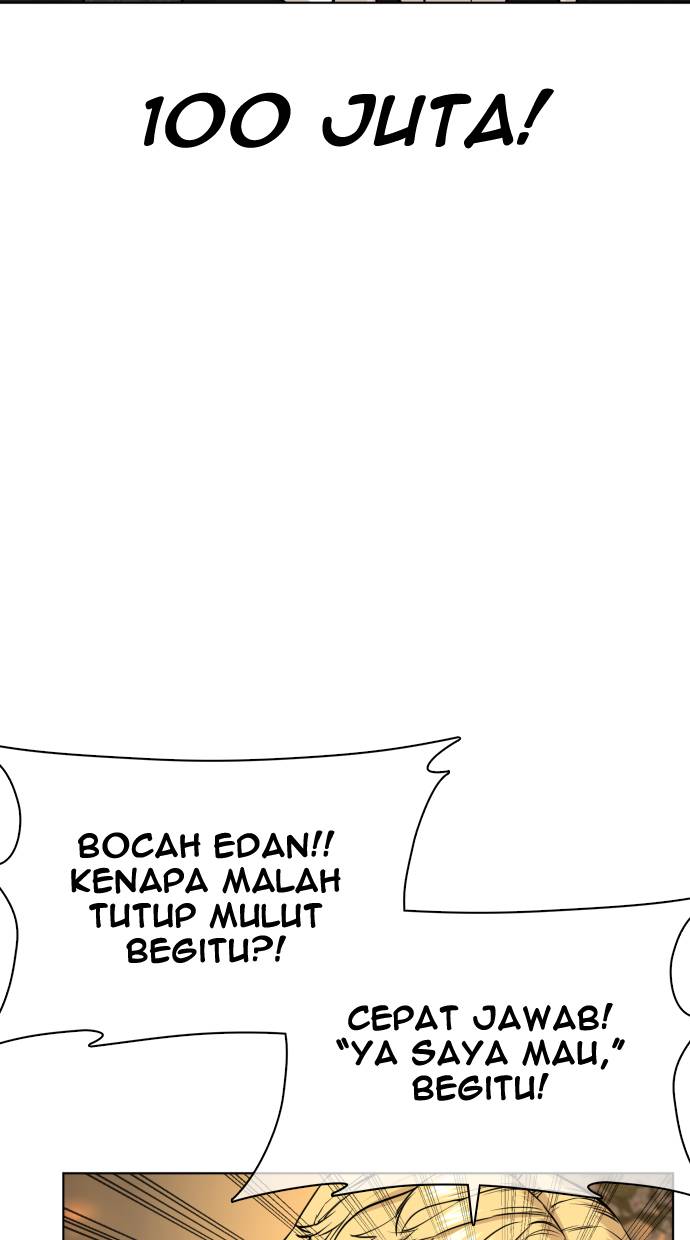 100 JUTA!
BOCAH EDAN!!
KENAPA MALAH
TUTUP MULUT
BEGITU?!
CEPAT JAWAB!
"YA SAYA MAU,"
BEGITU!